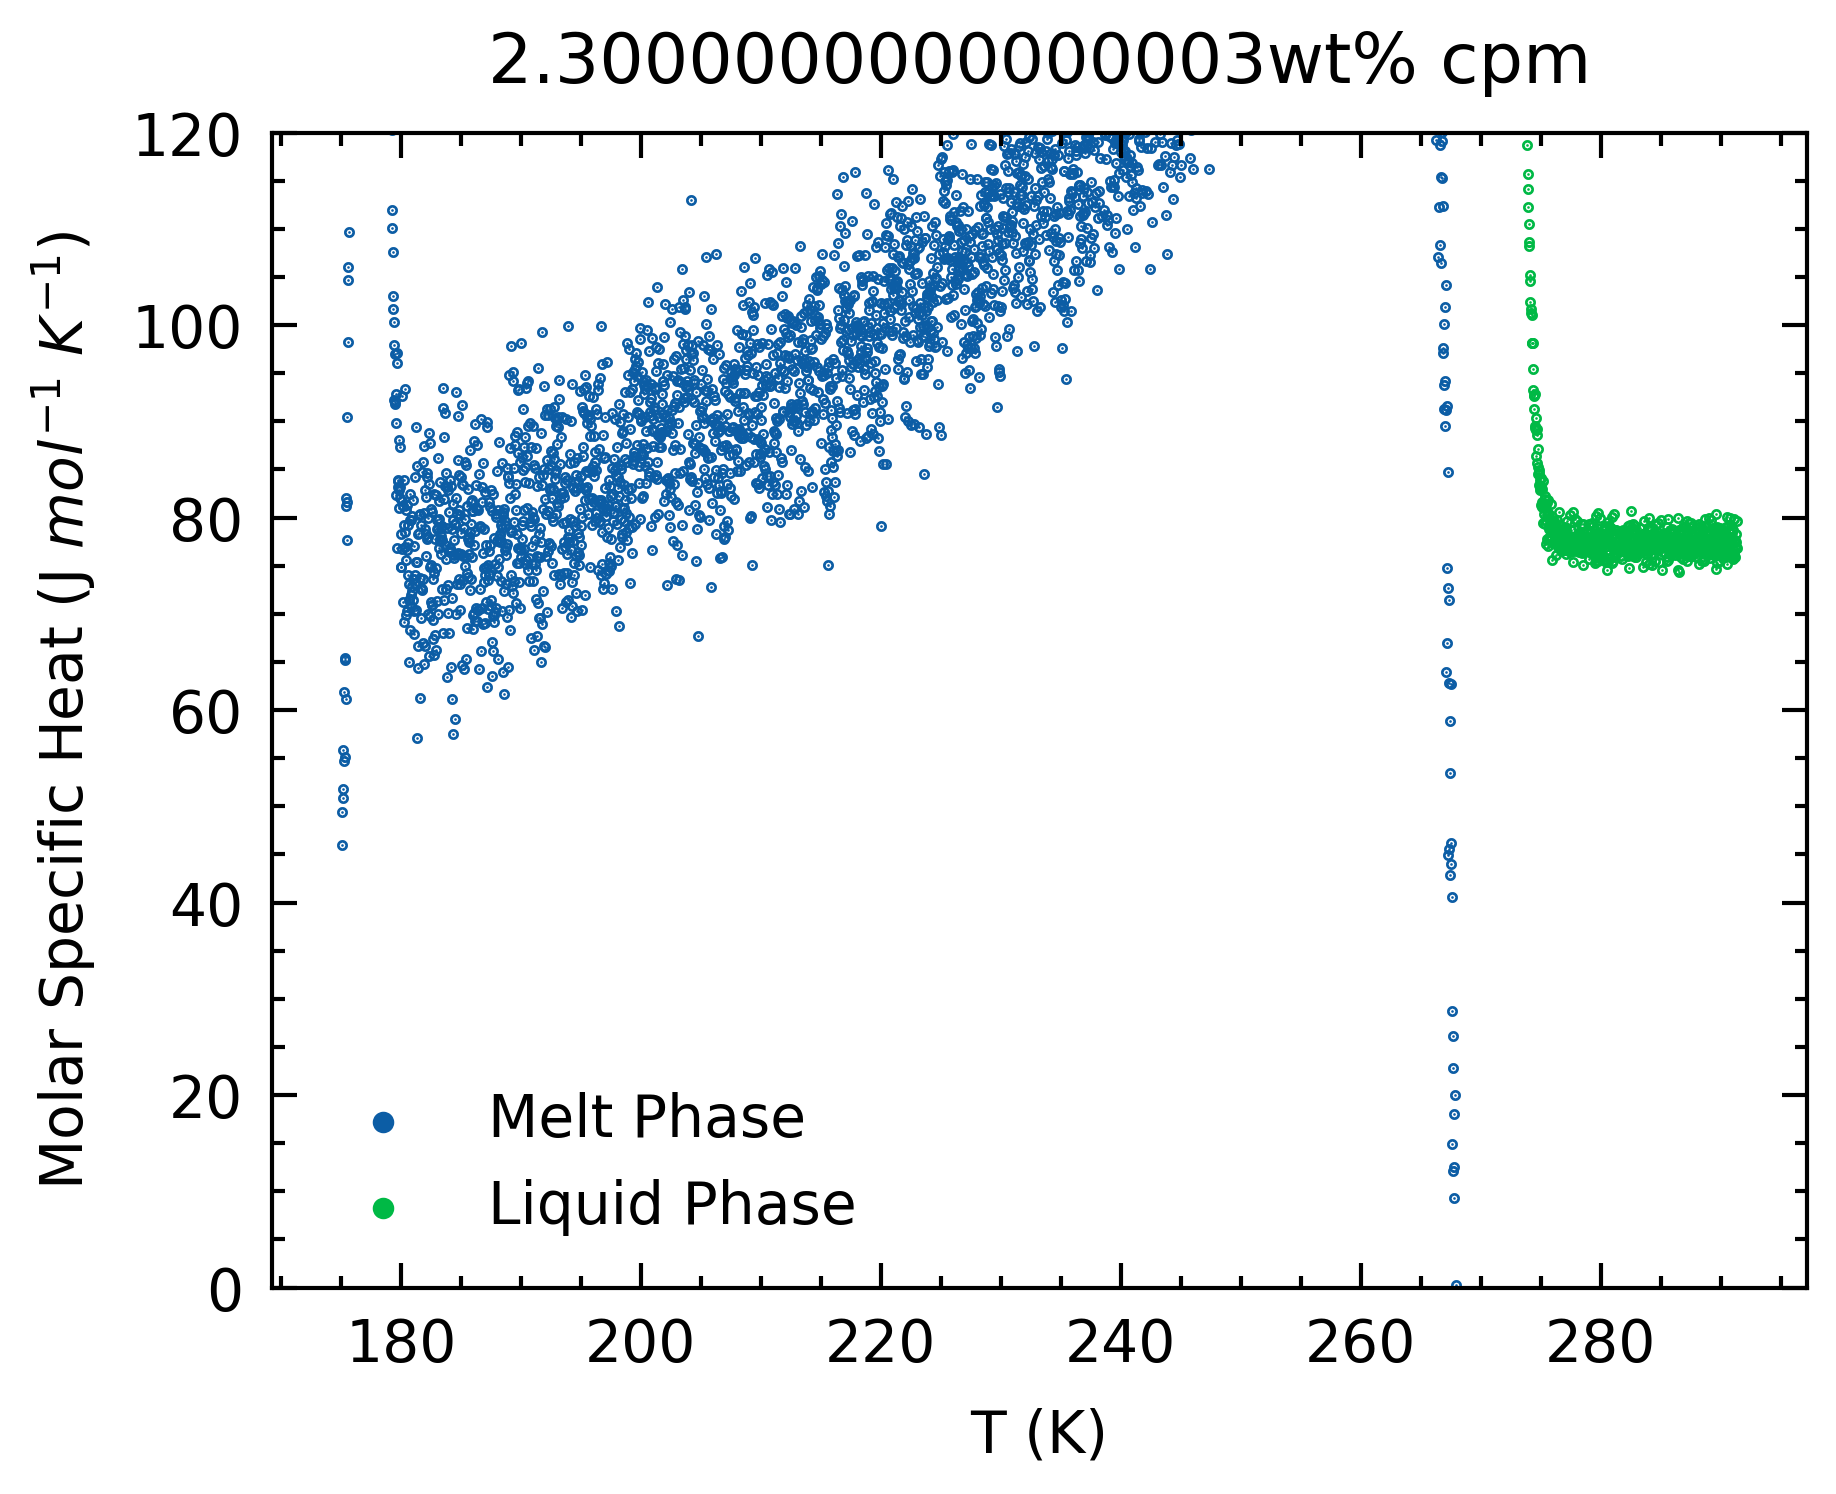 2.3000000000000003wt% cpm
Molar Specific Heat (J mol⁻¹ K⁻¹)
120
100
80
60
40
20
0
Melt Phase
Liquid Phase
180 200 220 240 260 280
T (K)